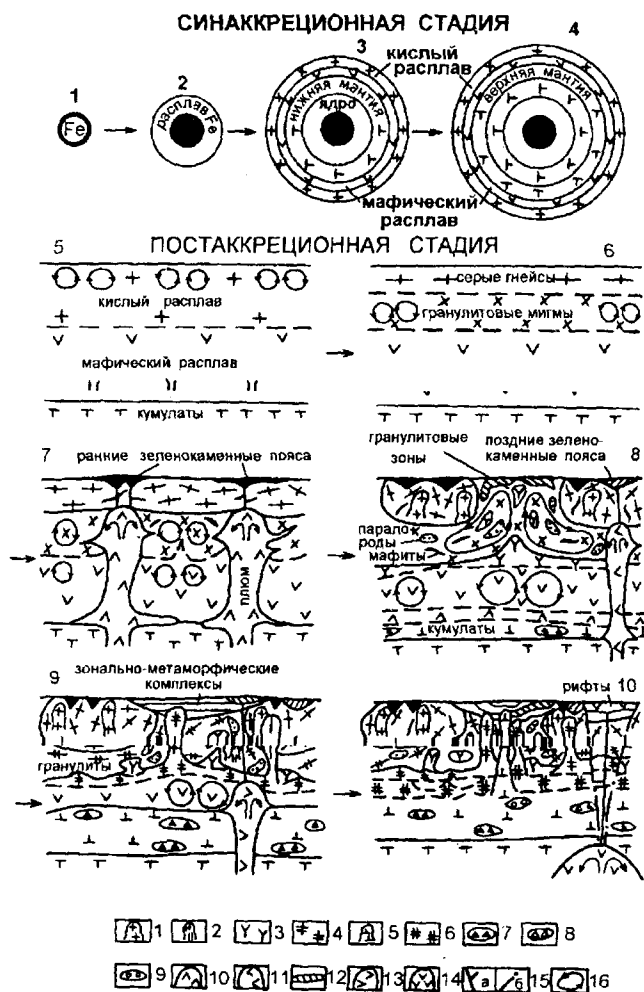 СИНАККРЕЦИОННАЯ СТАДИЯ
1
2
3
4
Fe
расплав Fe
нижняя мантия
ядро
кислый
расплав
верхняя мантия
мафический
расплав
5
ПОСТАККРЕЦИОННАЯ СТАДИЯ
6
кислый расплав
мафический расплав
кумулаты
серые гнейсы
гранулитовые мигмы
7
ранние зеленокаменные пояса
плюм
гранулитовые
зоны
поздние зелено-
каменные пояса
8
парапо-
роды
мафиты
кумулаты
9
зонально-метаморфические
комплексы
гранулиты
рифты
10
1 2 3 4 5 6 7 8
9 10 11 12 13 14 а б 15 16